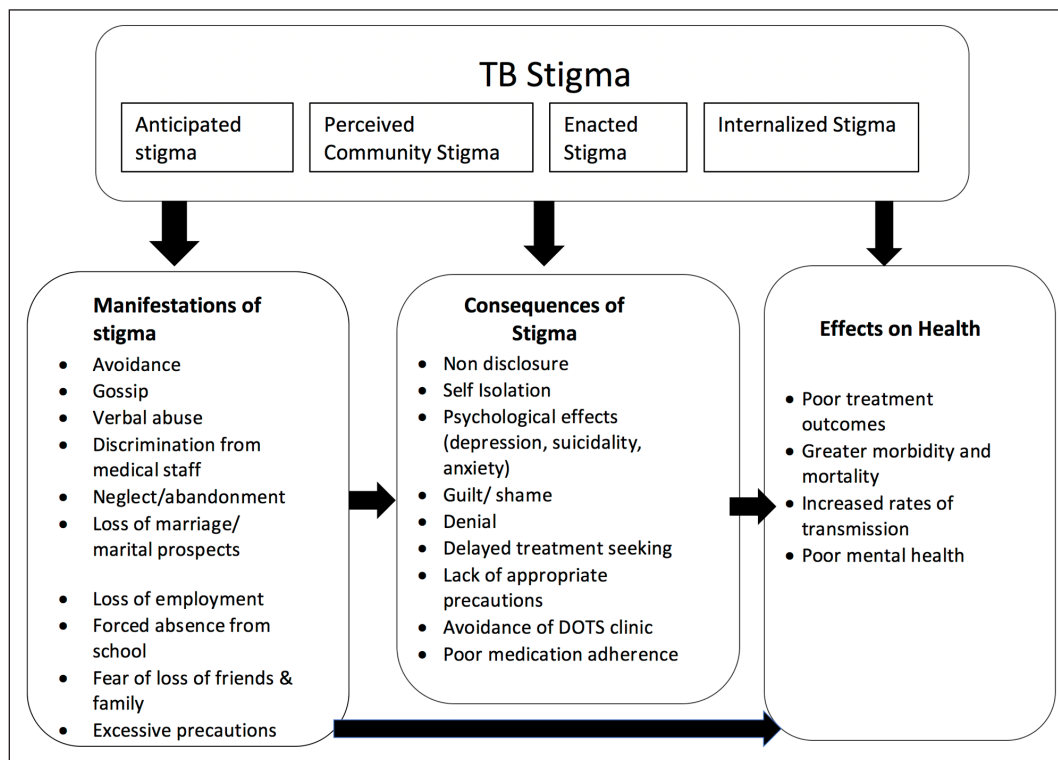 TB Stigma
Anticipated
stigma
Perceived
Community Stigma
Enacted
Stigma
Internalized Stigma
Manifestations of
stigma
• Avoidance
• Gossip
• Verbal abuse
• Discrimination from
medical staff
• Neglect/abandonment
• Loss of marriage/
marital prospects
• Loss of employment
• Forced absence from
school
• Fear of loss of friends &
family
• Excessive precautions
Consequences of
Stigma
• Non disclosure
• Self Isolation
• Psychological effects
(depression, suicidality,
anxiety)
• Guilt/ shame
• Denial
• Delayed treatment seeking
• Lack of appropriate
precautions
• Avoidance of DOTS clinic
• Poor medication adherence
Effects on Health
• Poor treatment
outcomes
• Greater morbidity and
mortality
• Increased rates of
transmission
• Poor mental health